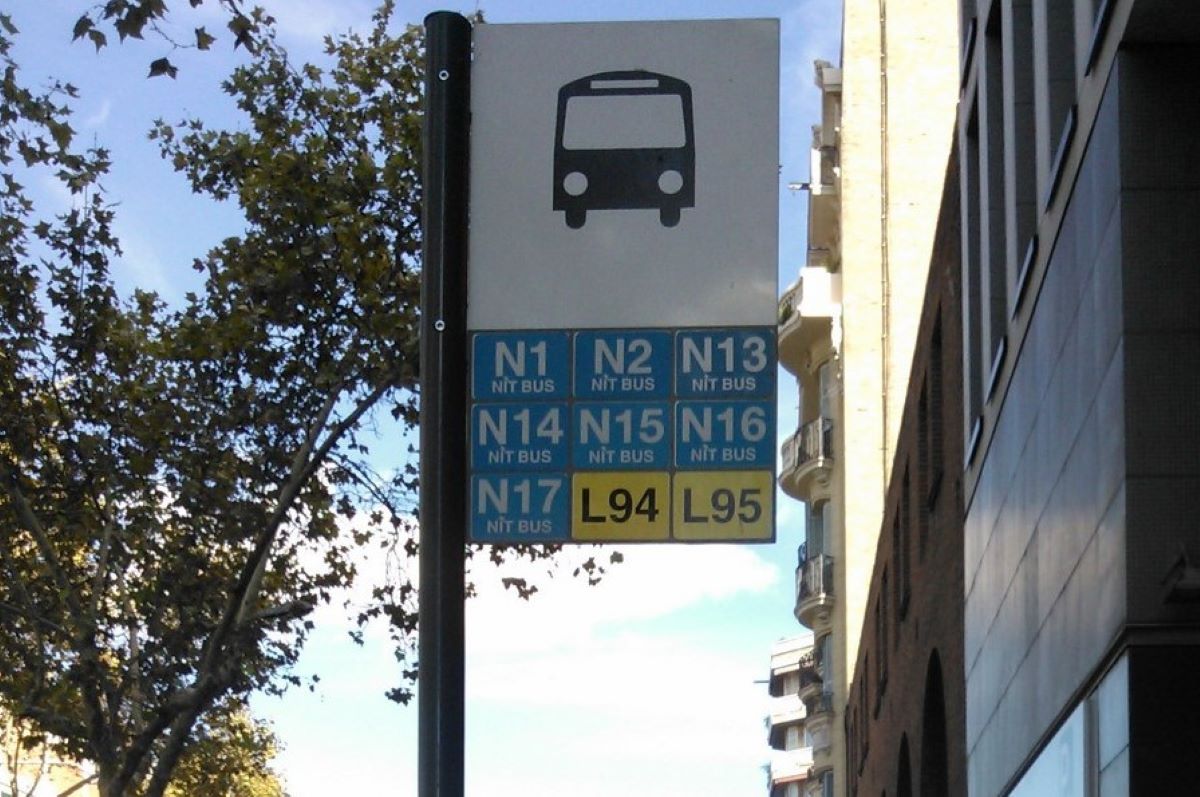 N1 N2 N13
NIT BUS NIT BUS NIT BUS
N14 N15 N16
NIT BUS NIT BUS NIT BUS
N17 L94 L95
NIT BUS